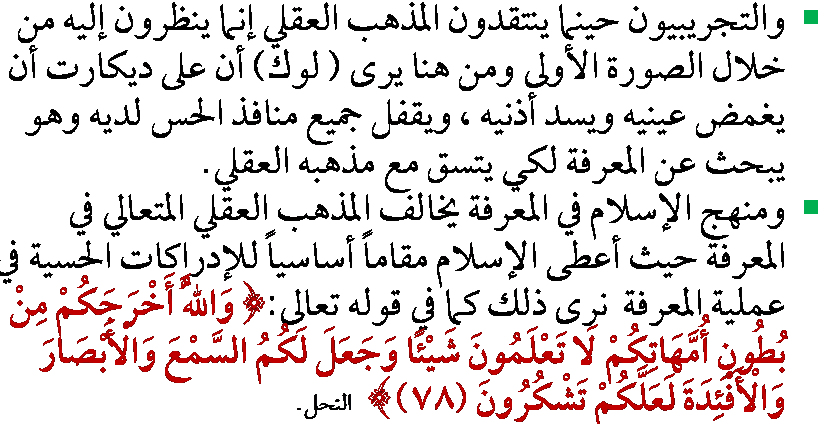 والتجريبيون حينما ينتقدون المذهب العقلي إنما ينظرون إليه من
خلال الصورة الأولى ومن هنا يرى ( لوك) أن على ديكارت أن
يغمض عينيه ويسد أذنيه ، ويقفل جميع منافذ الحس لديه وهو
يبحث عن المعرفة لكي يتسق مع مذهبه العقلي.
ومنهج الإسلام في المعرفة يخالف المذهب العقلي المتعالي في
المعرفة حيث أعطى الإسلام مقاماً أساسياً للإدراكات الحسية في
عملية المعرفة نرى ذلك كما في قوله تعالى:﴿ وَاللَّهُ أَخْرَجَكُمْ مِنْ
بُطُونِ أُمَّهَاتِكُمْ لَا تَعْلَمُونَ شَيْئًا وَجَعَلَ لَكُمُ السَّمْعَ وَالْأَبْصَارَ
وَالْأَفْئِدَةَ لَعَلَّكُمْ تَشْكُرُونَ (٧٨)﴾ النحل.